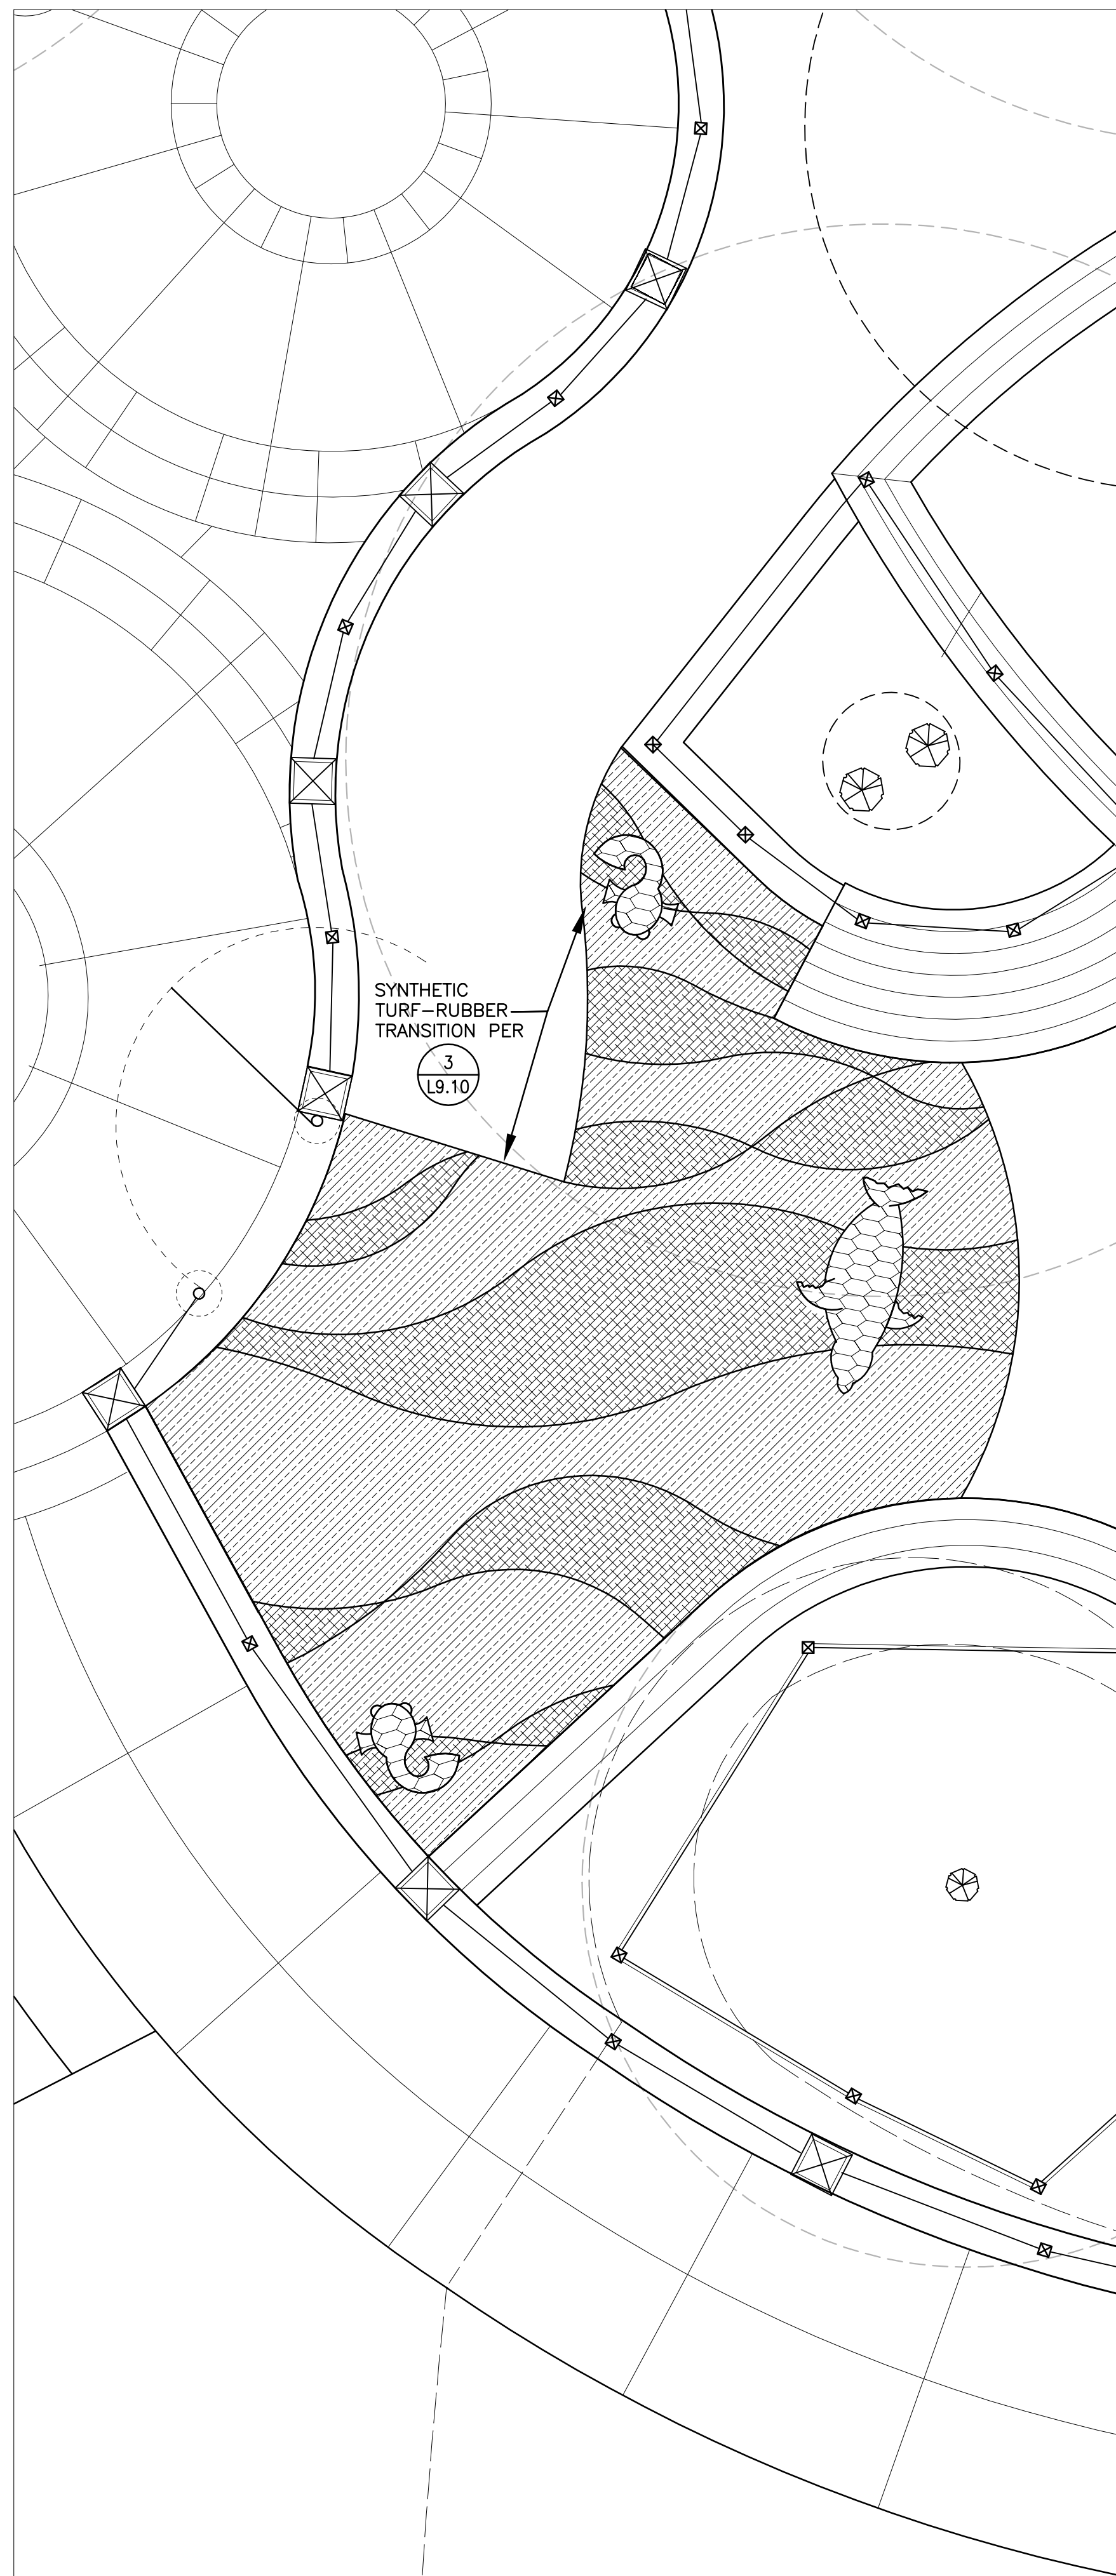 SYNTHETIC
TURF-RUBBER
TRANSITION PER
3
L9.10